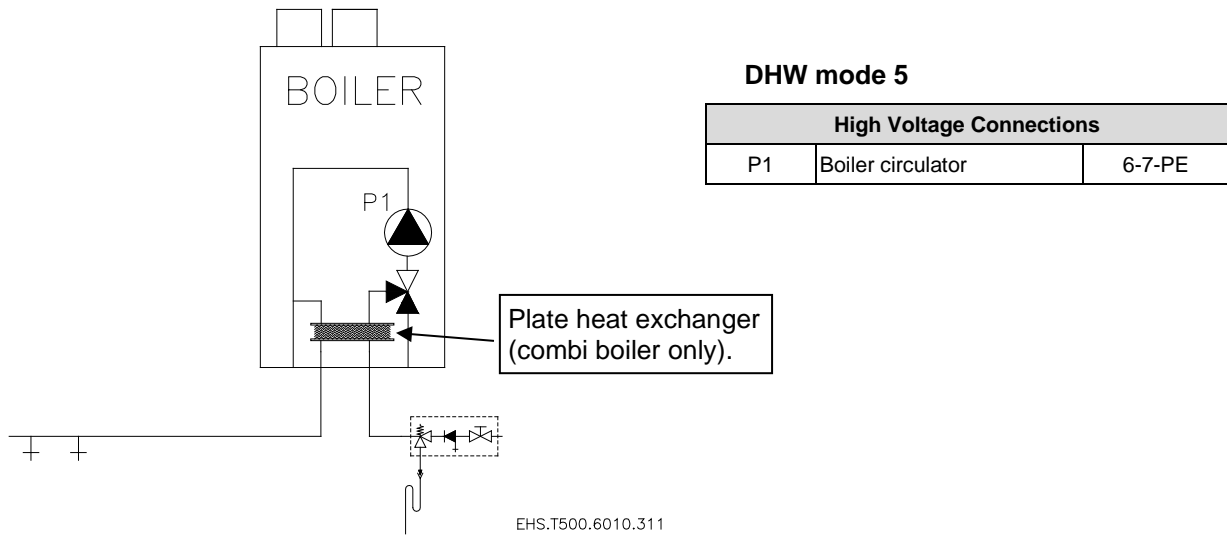 BOILER
P1
DHW mode 5
High Voltage Connections
P1 Boiler circulator 6-7-PE
Plate heat exchanger
(combi boiler only).
EHS.T500.6010.311